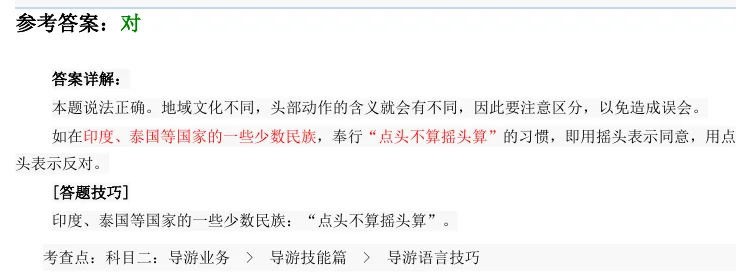 参考答案：对
答案详解：
本题说法正确。地域文化不同，头部动作的含义就会有不同，因此要注意区分，以免造成误会。
如在印度、泰国等国家的一些少数民族，奉行“点头不算摇头算”的习惯，即用摇头表示同意，用点
头表示反对。
[答题技巧]
印度、泰国等国家的一些少数民族：“点头不算摇头算”。
考查点：科目二：导游业务 > 导游技能篇 > 导游语言技巧